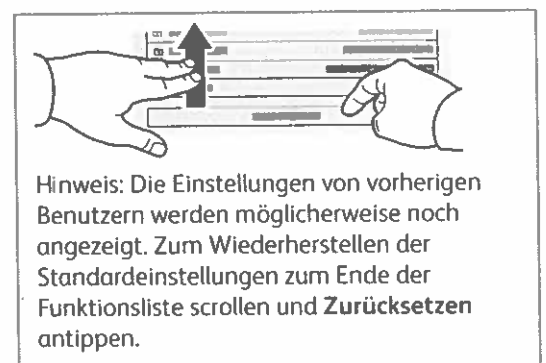 Hinweis: Die Einstellungen von vorherigen
Benutzern werden möglicherweise noch
angezeigt. Zum Wiederherstellen der
Standardeinstellungen zum Ende der
Funktionsliste scrollen und Zurücksetzen
antippen.